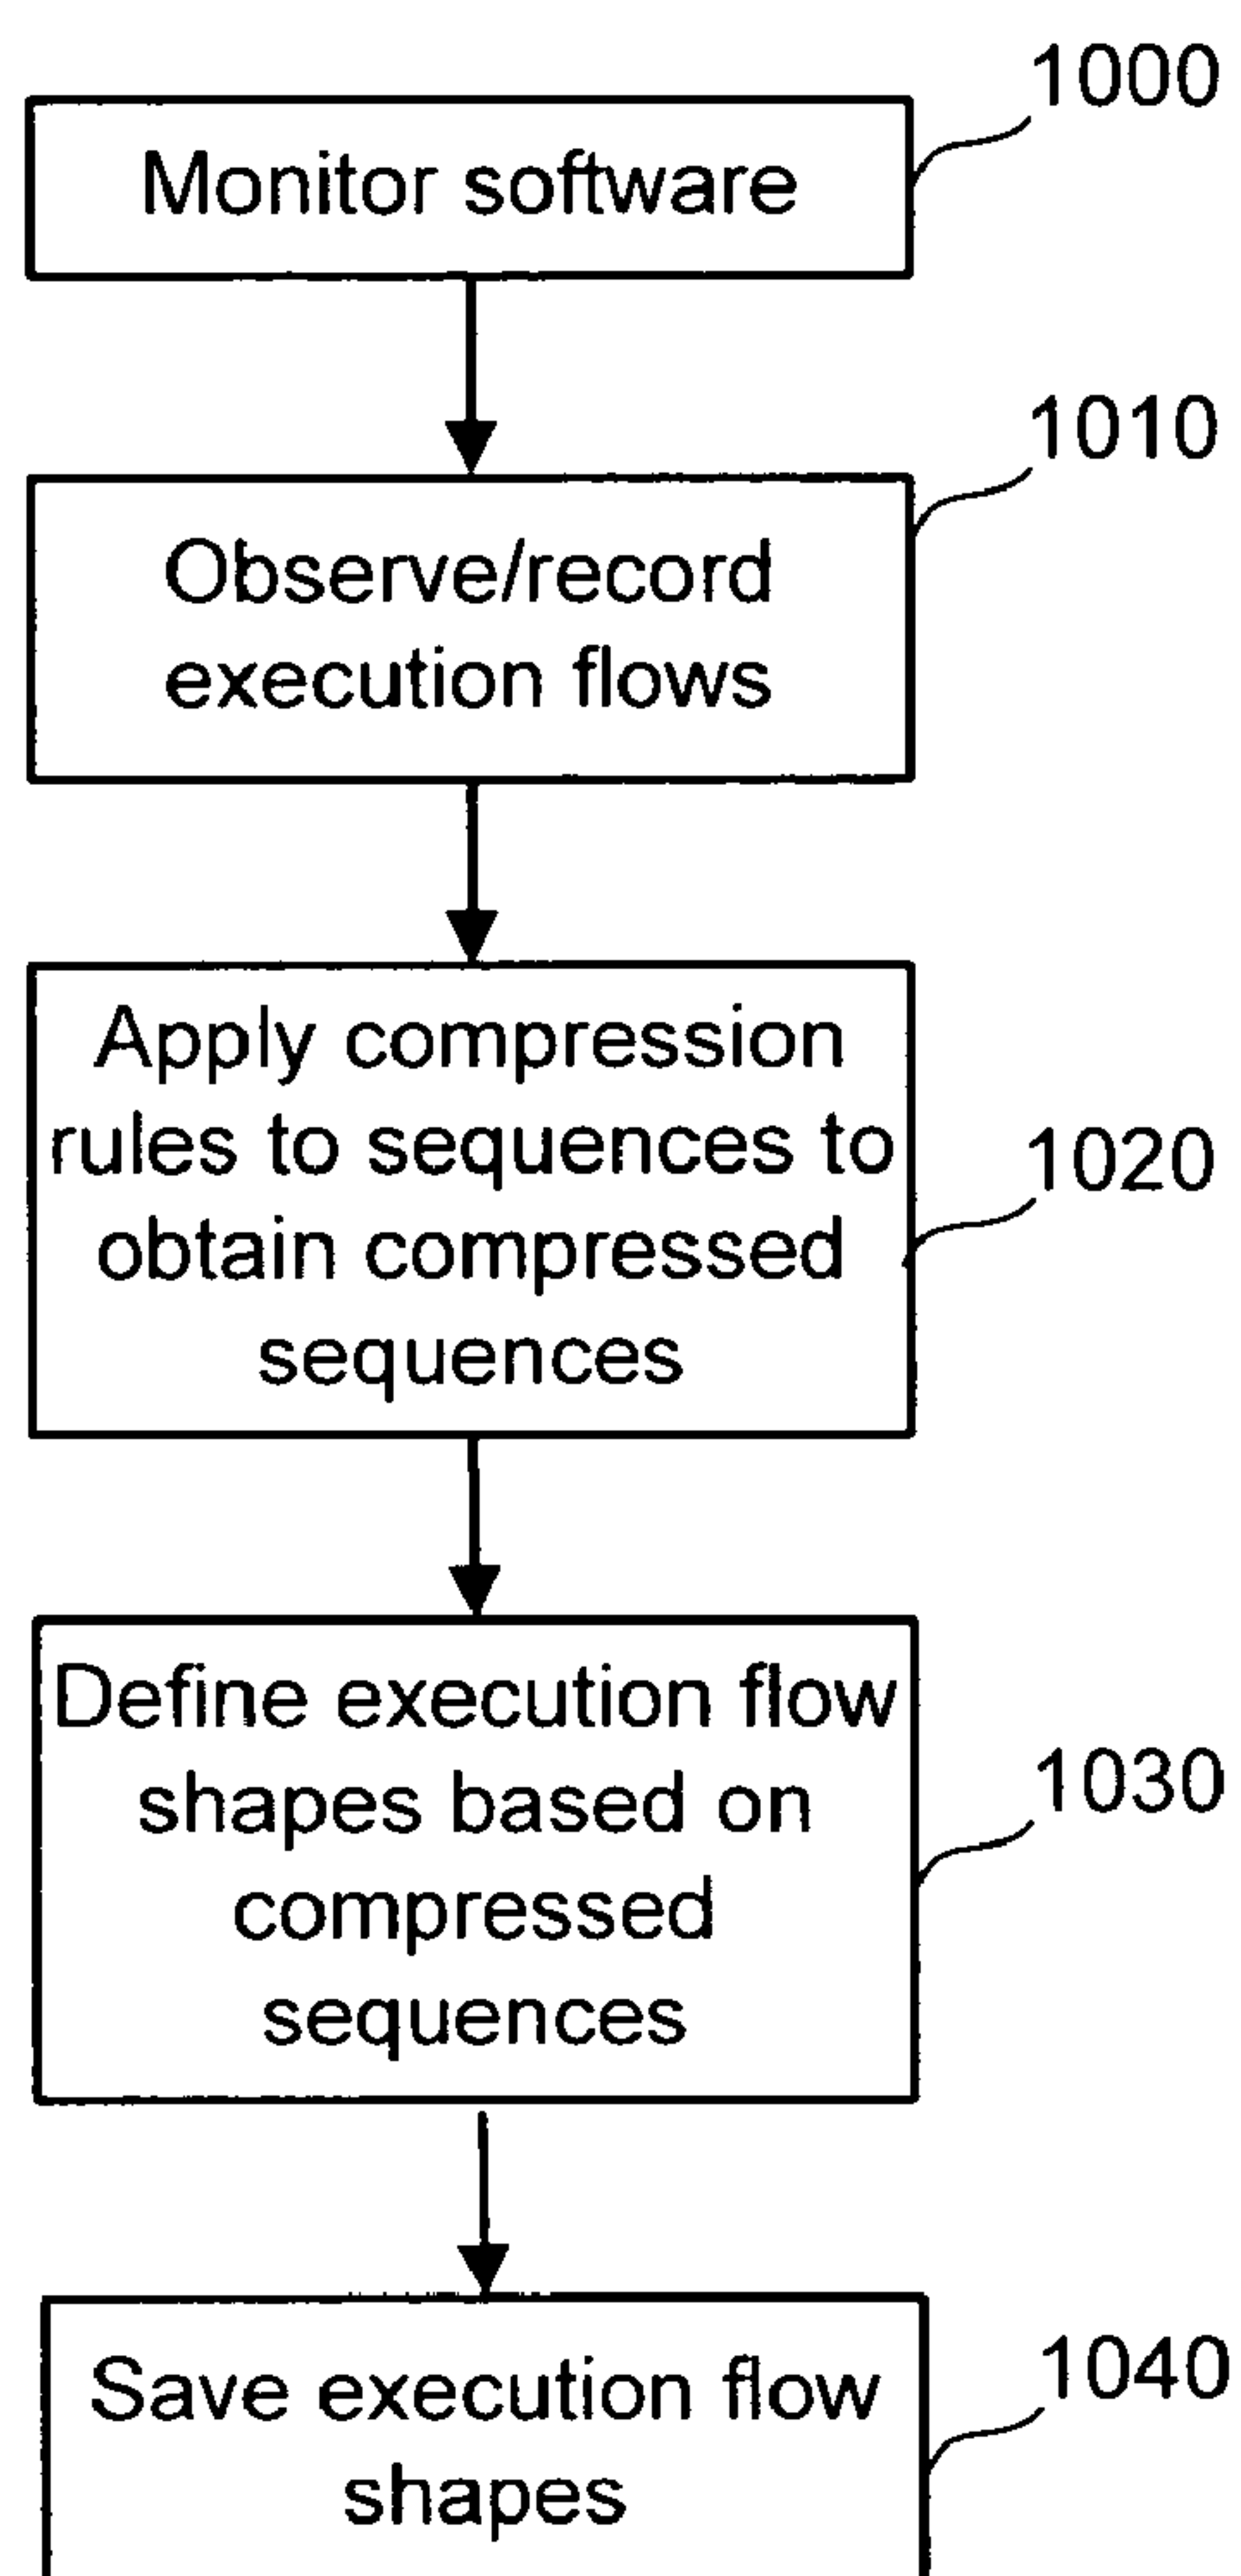 1000
Monitor software
1010
Observe/record
execution flows
Apply compression
rules to sequences to
1020
obtain compressed
sequences
Define execution flow
shapes based on
1030
compressed
sequences
1040
Save execution flow
shapes